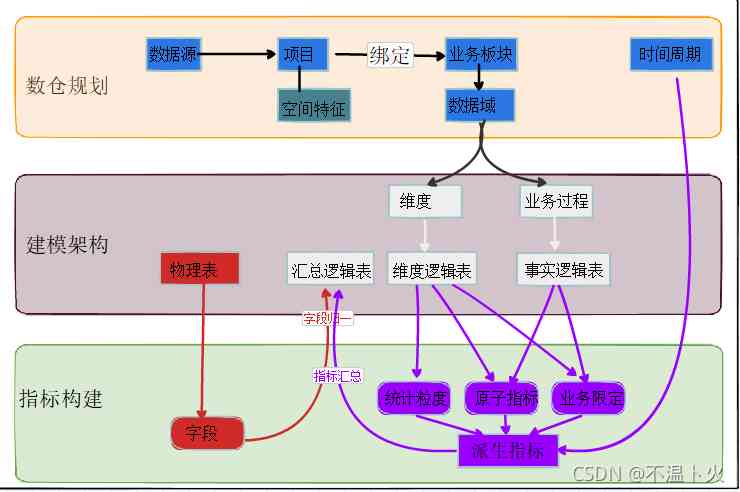 数据源
项目
绑定
业务板块
时间周期
数仓规划
空间特征
数据域
维度
业务过程
建模架构
物理表
汇总逻辑表
维度逻辑表
事实逻辑表
字段归一
指标汇总
指标构建
统计粒度
原子指标
业务限定
字段
派生指标
CSDN @不温卜火